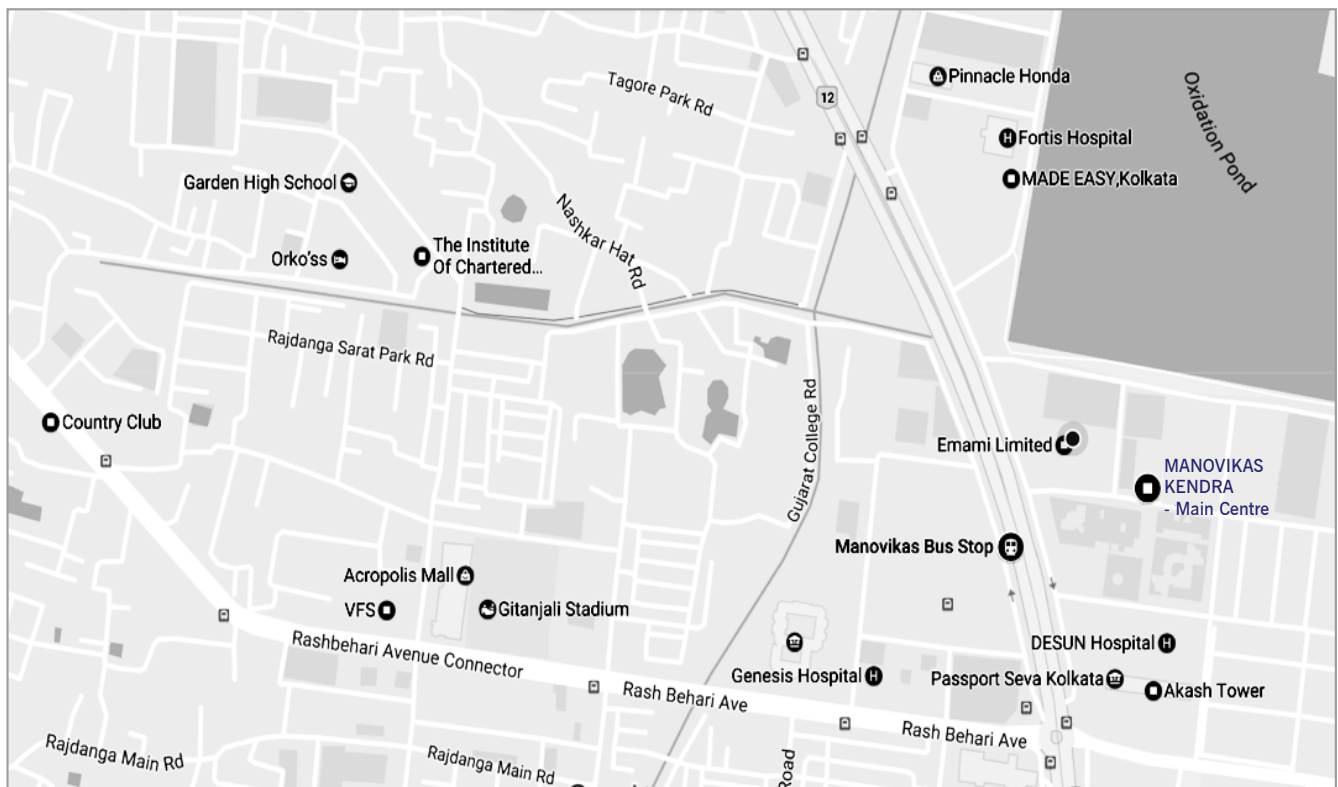 Pinnacle Honda
Tagore Park Rd
12
Oxidation Pond
Fortis Hospital
MADE EASY,Kolkata
Garden High School
Nashkar Hat Rd
The Institute
Of Chartered...
Orko'ss
Rajdanga Sarat Park Rd
Country Club
Gujarat College Rd
Emami Limited
MANOVIKAS
KENDRA
- Main Centre
Manovikas Bus Stop
Acropolis Mall
VFS
Gitanjali Stadium
Rashbehari Avenue Connector
DESUN Hospital
Genesis Hospital
Passport Seva Kolkata
Akash Tower
Rash Behari Ave
Rash Behari Ave
Rajdanga Main Rd
Rajdanga Main Rd
Road